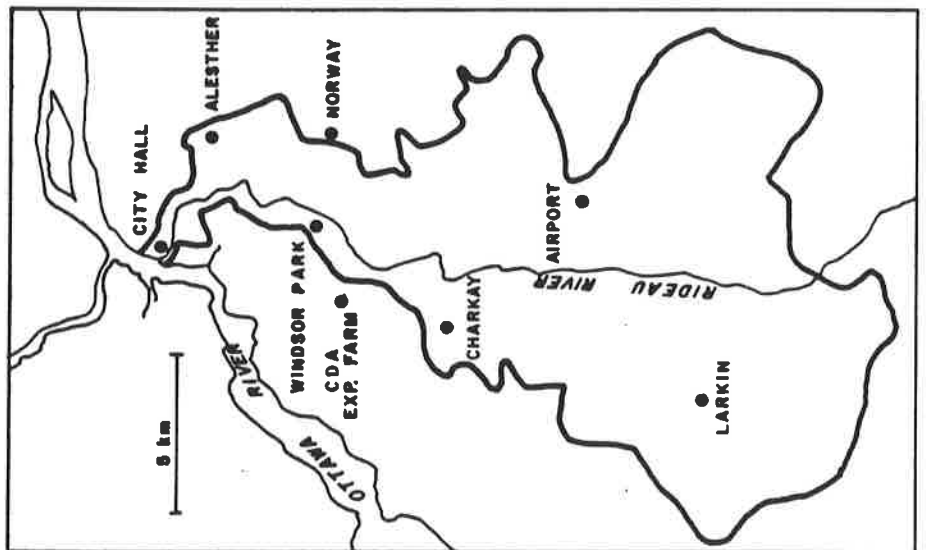 CITY HALL
5 km
ALESTHER
OTTAWA RIVER
WINDSOR PARK
NORWAY
CDA
EXP. FARM
CHARKAY
AIRPORT
RIDEAU RIVER
LARKIN